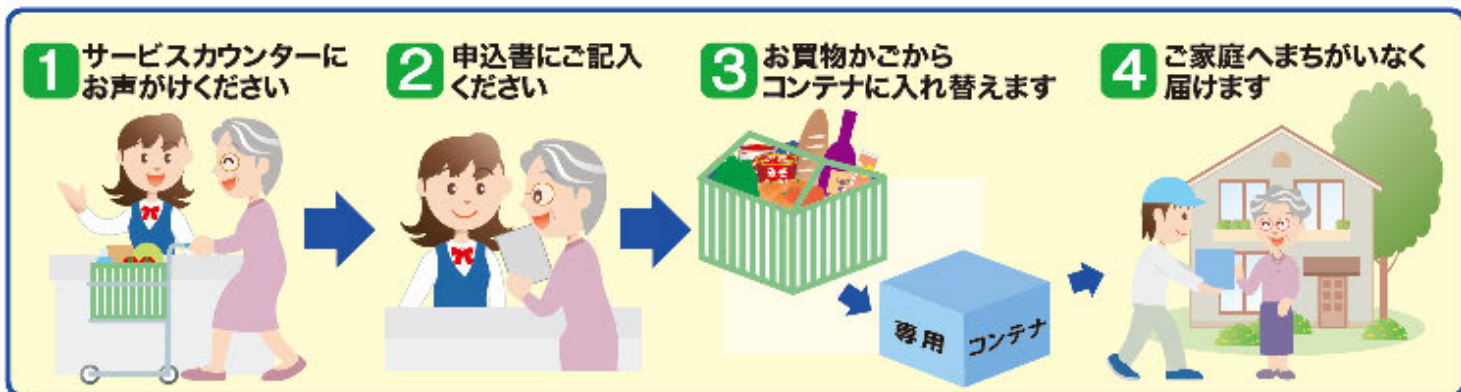 1 サービスカウンターに
お声がけください
2 申込書にご記入
ください
3 お買物かごから
コンテナに入れ替えます
4 ご家庭へまちがいなく
届けます
専用 コンテナ